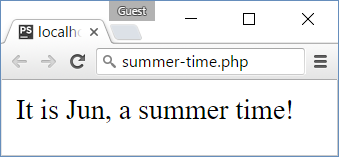 Guest
PS localho
summer-time.php
It is Jun, a summer time!